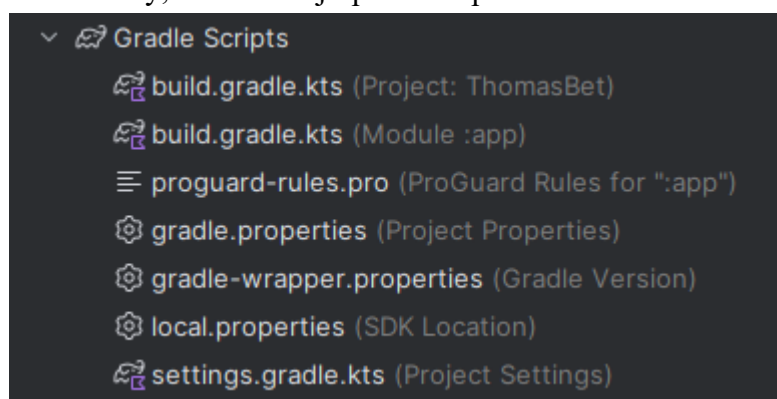 Gradle Scripts
build.gradle.kts (Project: ThomasBet)
build.gradle.kts (Module :app)
proguard-rules.pro (ProGuard Rules for ":app")
gradle.properties (Project Properties)
gradle-wrapper.properties (Gradle Version)
local.properties (SDK Location)
settings.gradle.kts (Project Settings)